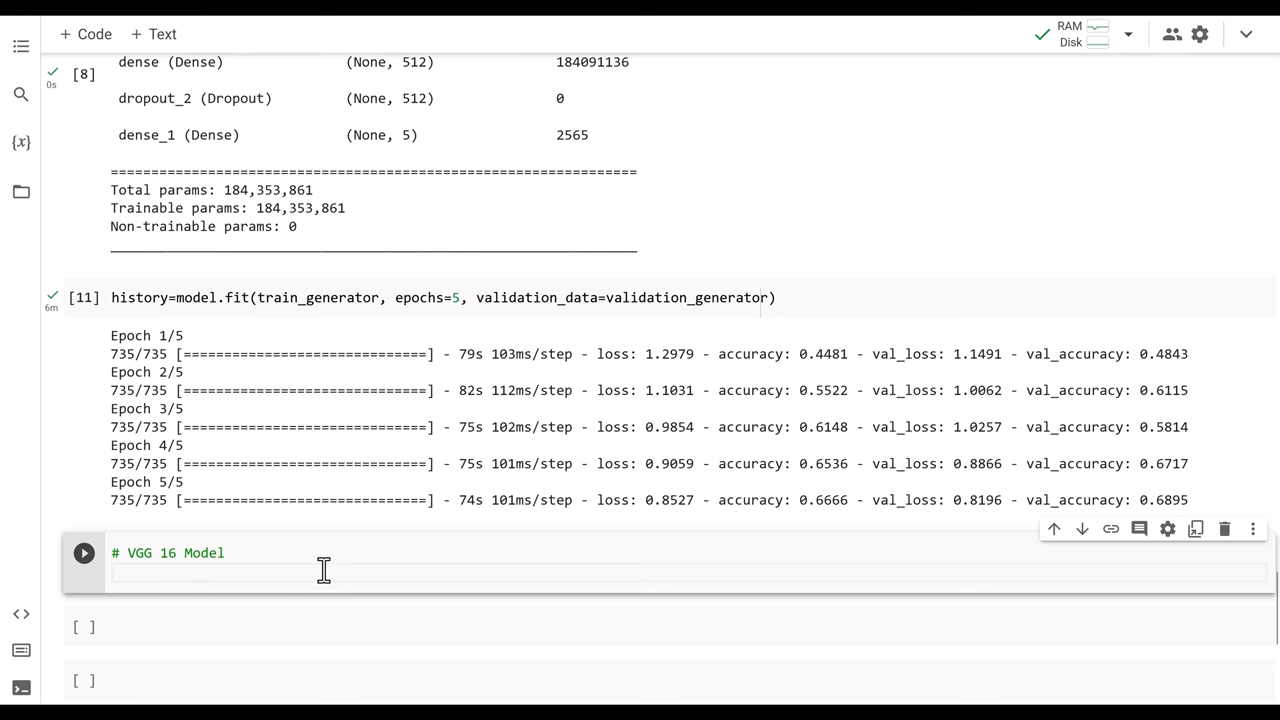 + Code + Text
RAM
Disk
[8]
0s
dense (Dense) (None, 512) 184091136
dropout_2 (Dropout) (None, 512) 0
dense_1 (Dense) (None, 5) 2565
=================================================================
Total params: 184,353,861
Trainable params: 184,353,861
Non-trainable params: 0
_________________________________________________________________
[11] history=model.fit(train_generator, epochs=5, validation_data=validation_generator)
6m
Epoch 1/5
735/735 [==============================] - 79s 103ms/step - loss: 1.2979 - accuracy: 0.4481 - val_loss: 1.1491 - val_accuracy: 0.4843
Epoch 2/5
735/735 [==============================] - 82s 112ms/step - loss: 1.1031 - accuracy: 0.5522 - val_loss: 1.0062 - val_accuracy: 0.6115
Epoch 3/5
735/735 [==============================] - 75s 102ms/step - loss: 0.9854 - accuracy: 0.6148 - val_loss: 1.0257 - val_accuracy: 0.5814
Epoch 4/5
735/735 [==============================] - 75s 101ms/step - loss: 0.9059 - accuracy: 0.6536 - val_loss: 0.8866 - val_accuracy: 0.6717
Epoch 5/5
735/735 [==============================] - 74s 101ms/step - loss: 0.8527 - accuracy: 0.6666 - val_loss: 0.8196 - val_accuracy: 0.6895
# VGG 16 Model
[ ]
[ ]